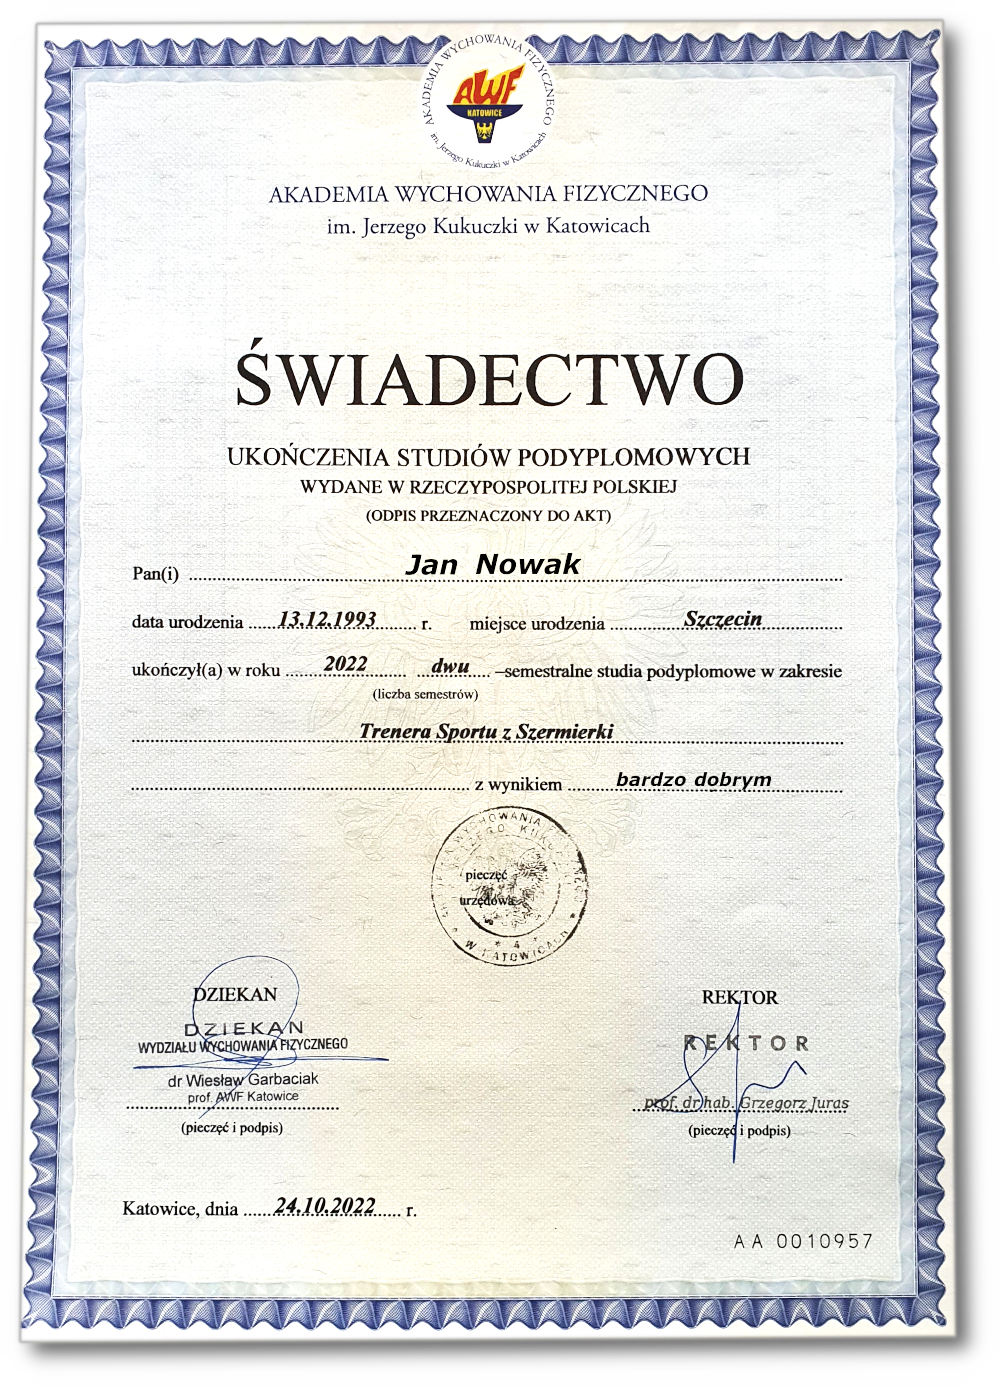 AKADEMIA WYCHOWANIA FIZYCZNEGO
im. Jerzego Kukuczki w Katowicach
AWF
KATOWICE
AKADEMIA WYCHOWANIA FIZYCZNEGO
im. Jerzego Kukuczki w Katowicach
ŚWIADECTWO
UKOŃCZENIA STUDIÓW PODYPLOMOWYCH
WYDANE W RZECZYPOSPOLITEJ POLSKIEJ
(ODPIS PRZEZNACZONY DO AKT)
Pan(i) Jan Nowak
data urodzenia 13.12.1993 r. miejsce urodzenia Szczecin
ukończył(a) w roku 2022 dwu –semestralne studia podyplomowe w zakresie
(liczba semestrów)
Trenera Sportu z Szermierki
z wynikiem bardzo dobrym
WYCHOWANIA
pieczęć
urzędowa
* 4 *
W KATOWICACH
DZIEKAN REKTOR
DZIEKAN REKTOR
WYDZIAŁU WYCHOWANIA FIZYCZNEGO
dr Wiesław Garbaciak
prof. AWF Katowice prof. dr hab. Grzegorz Juras
(pieczęć i podpis) (pieczęć i podpis)
Katowice, dnia 24.10.2022 r.
AA 0010957